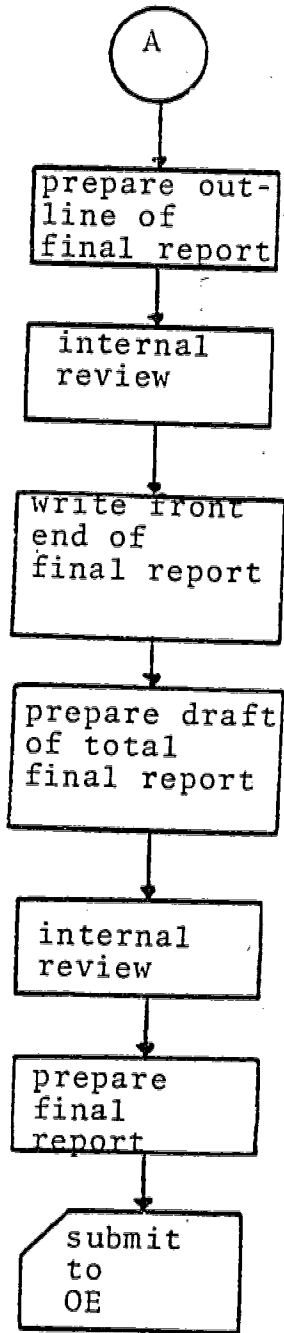 A
prepare out-
line of
final report
internal
review
write front
end of
final report
prepare draft
of total
final report
internal
review
prepare
final
report
submit
to
OE